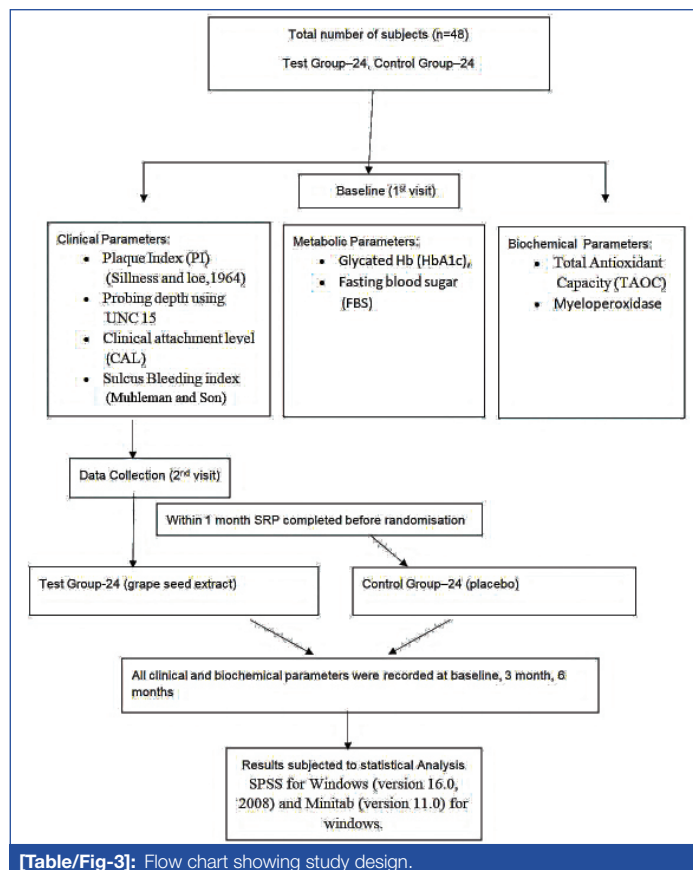 Total number of subjects (n=48)
Test Group–24, Control Group–24
Baseline (1st visit)
Clinical Parameters:
• Plaque Index (PI)
(Sillness and loe,1964)
• Probing depth using
UNC 15
• Clinical attachment level
(CAL)
• Sulcus Bleeding index
(Muhleman and Son)
Metabolic Parameters:
• Glycated Hb (HbA1c),
• Fasting blood sugar
(FBS)
Biochemical Parameters:
• Total Antioxidant
Capacity (TAOC)
• Myeloperoxidase
Data Collection (2nd visit)
Within 1 month SRP completed before randomisation
Test Group-24 (grape seed extract)
Control Group–24 (placebo)
All clinical and biochemical parameters were recorded at baseline, 3 month, 6
months
Results subjected to statistical Analysis
SPSS for Windows (version 16.0,
2008) and Minitab (version 11.0) for
windows.
[Table/Fig-3]: Flow chart showing study design.